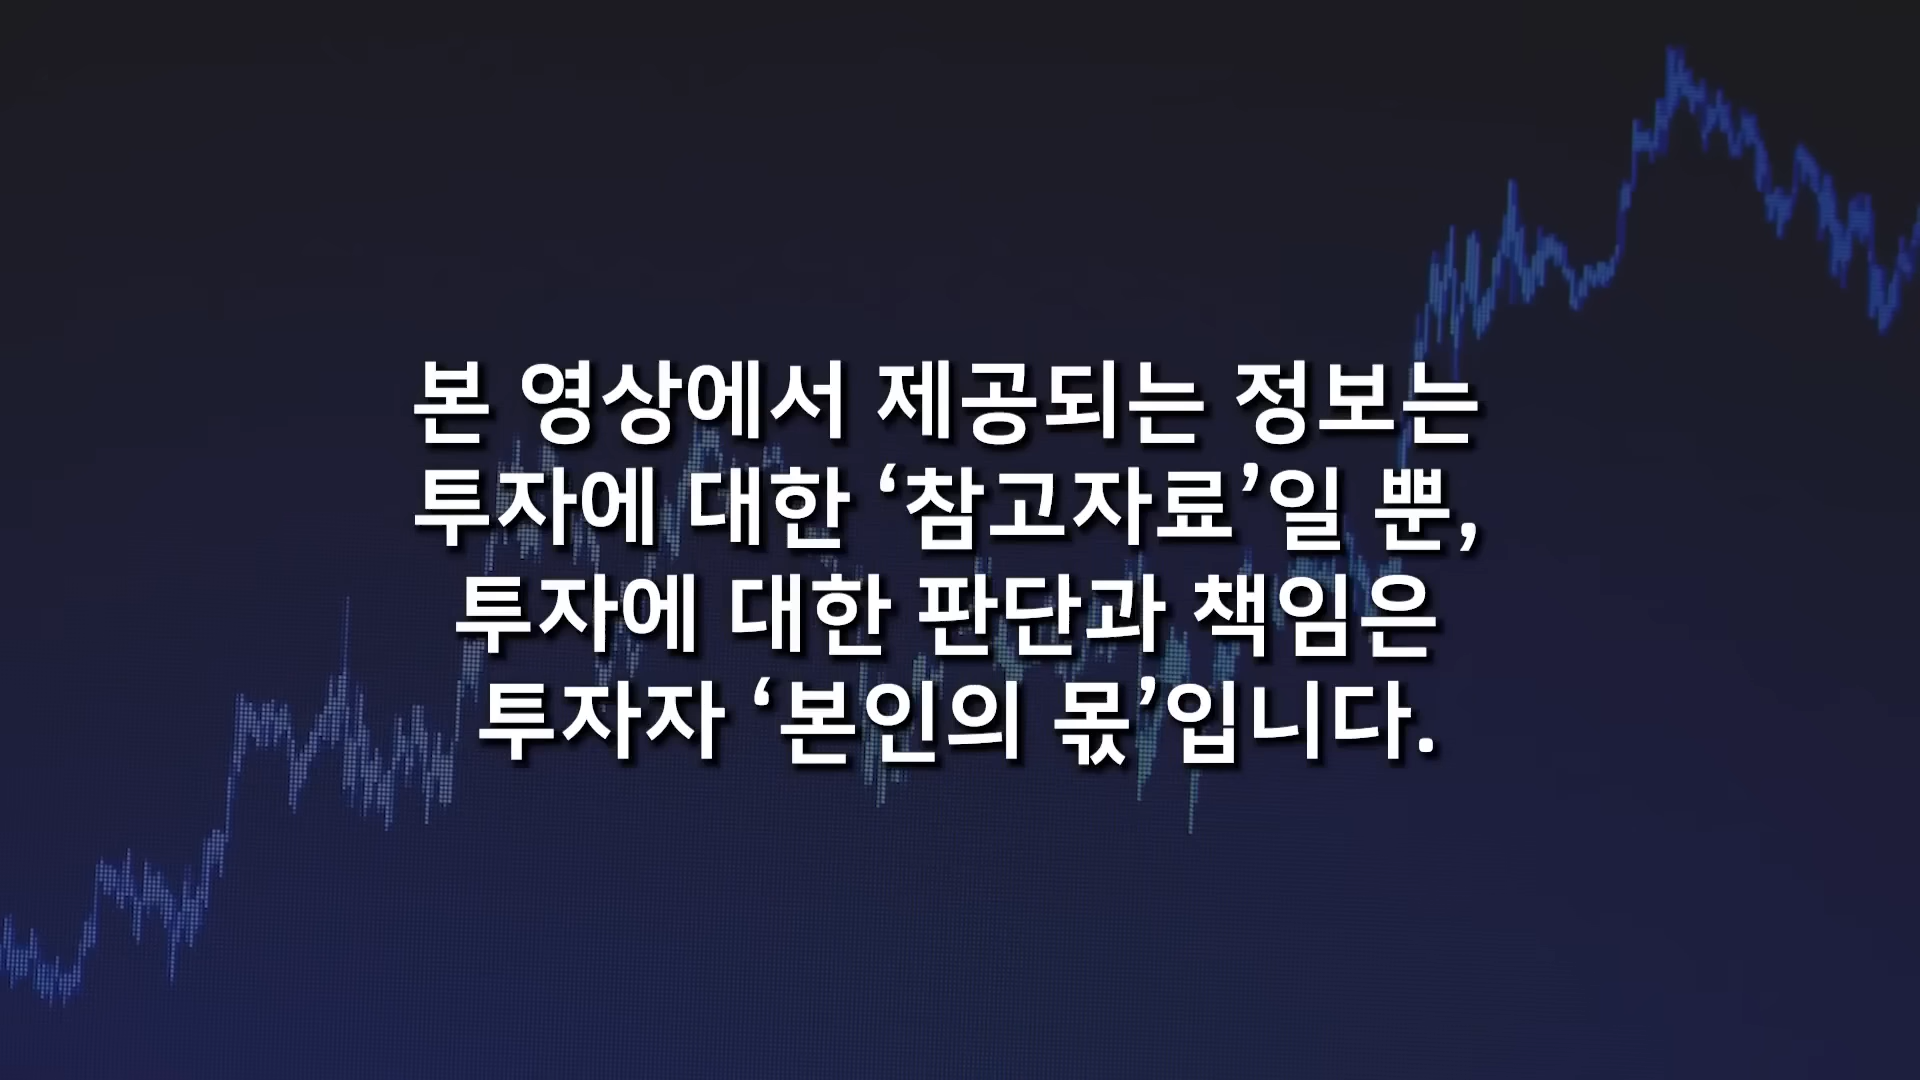 본 영상에서 제공되는 정보는
투자에 대한 ‘참고자료’일 뿐,
투자에 대한 판단과 책임은
투자자 ‘본인의 몫’입니다.